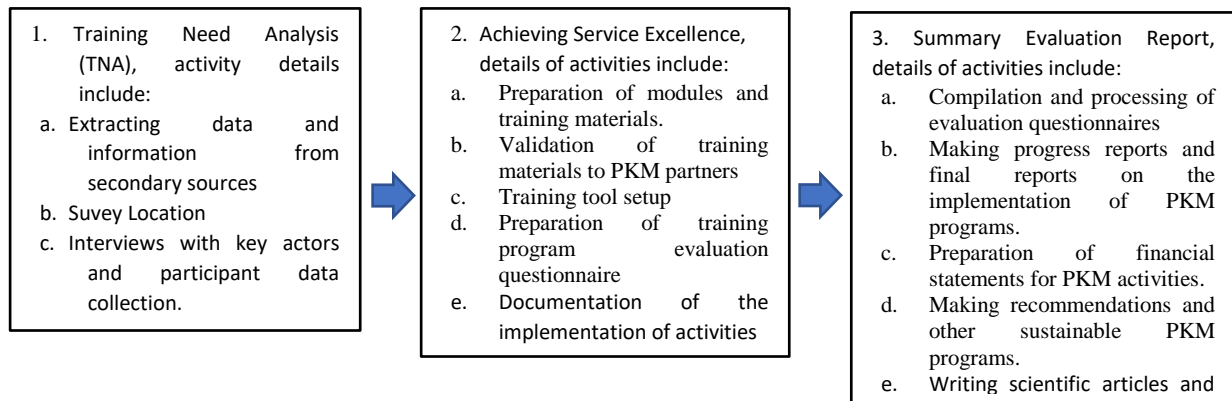 1. Training Need Analysis
(TNA), activity details
include:
a. Extracting data and
information from
secondary sources
b. Suvey Location
c. Interviews with key actors
and participant data
collection.
2. Achieving Service Excellence,
details of activities include:
a. Preparation of modules and
training materials.
b. Validation of training
materials to PKM partners
c. Training tool setup
d. Preparation of training
program evaluation
questionnaire
e. Documentation of the
implementation of activities
3. Summary Evaluation Report,
details of activities include:
a. Compilation and processing of
evaluation questionnaires
b. Making progress reports and
final reports on the
implementation of PKM
programs.
c. Preparation of financial
statements for PKM activities.
d. Making recommendations and
other sustainable PKM
programs.
e. Writing scientific articles and